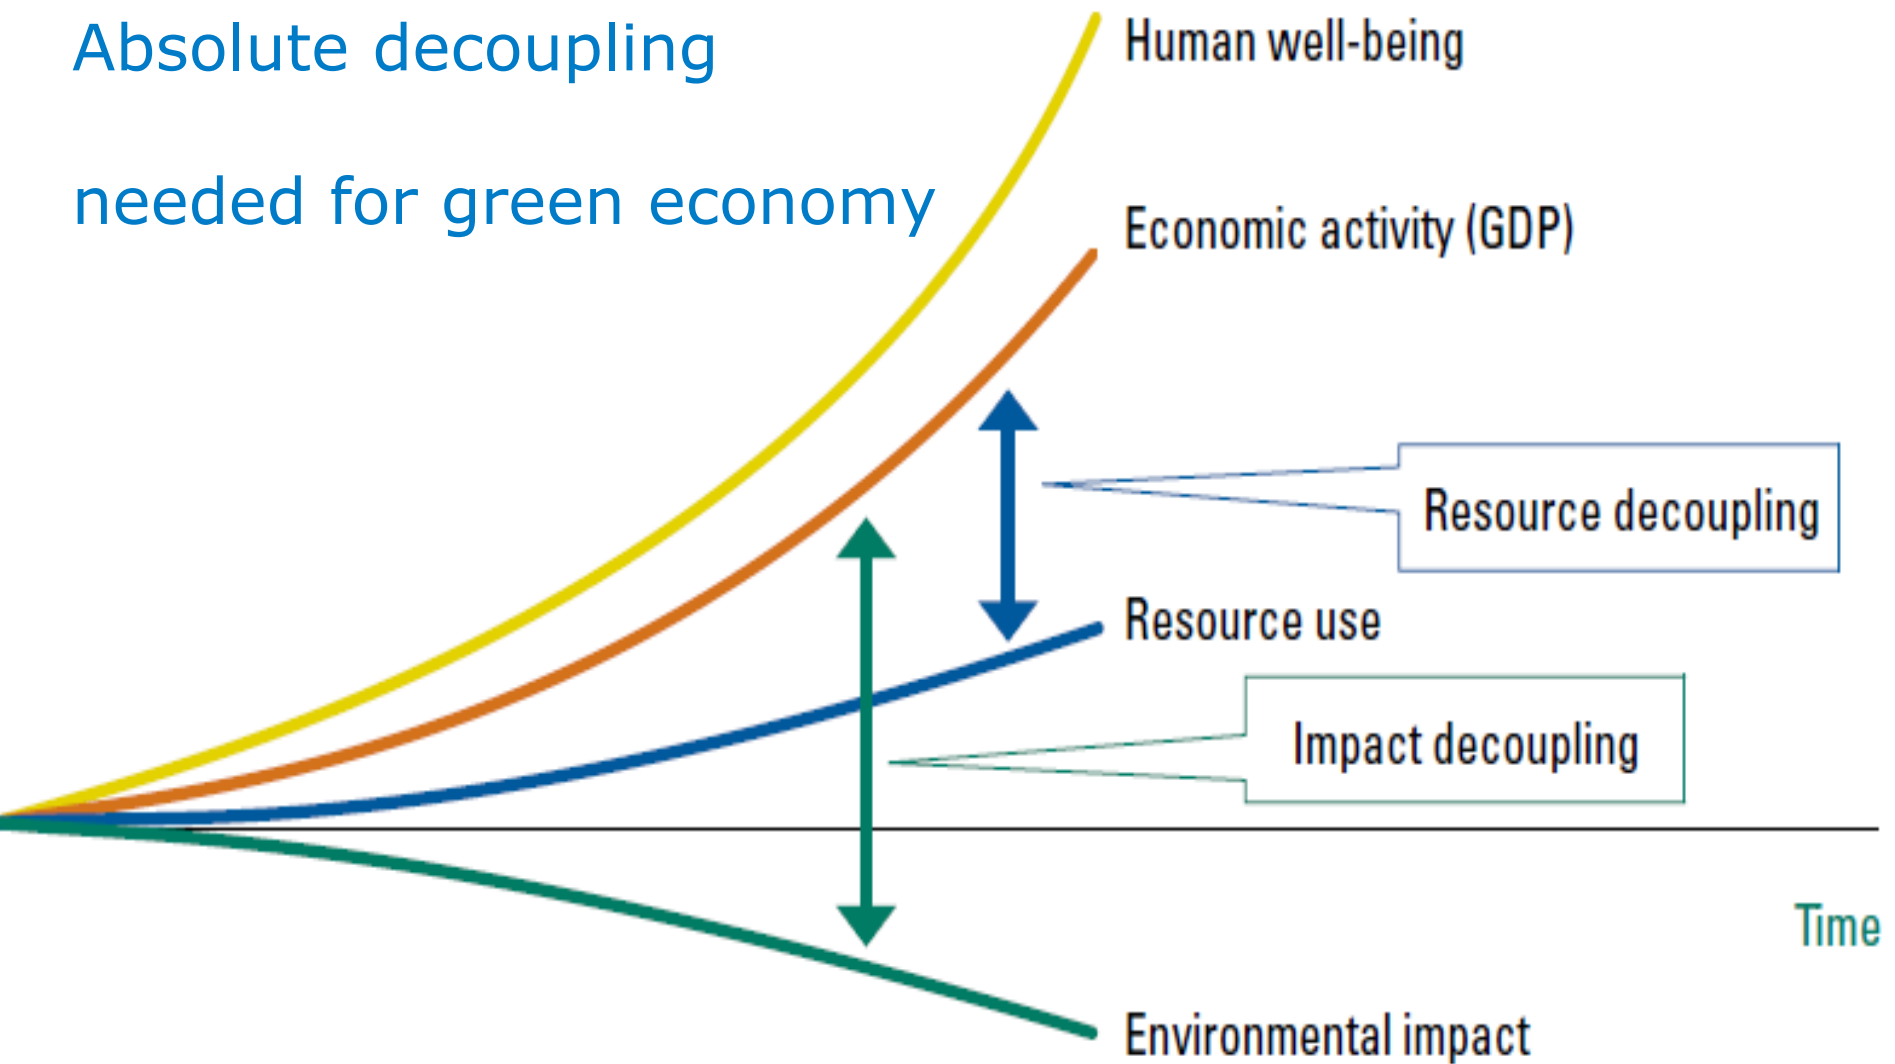 Absolute decoupling
needed for green economy
Human well-being
Economic activity (GDP)
Resource decoupling
Resource use
Impact decoupling
Time
Environmental impact